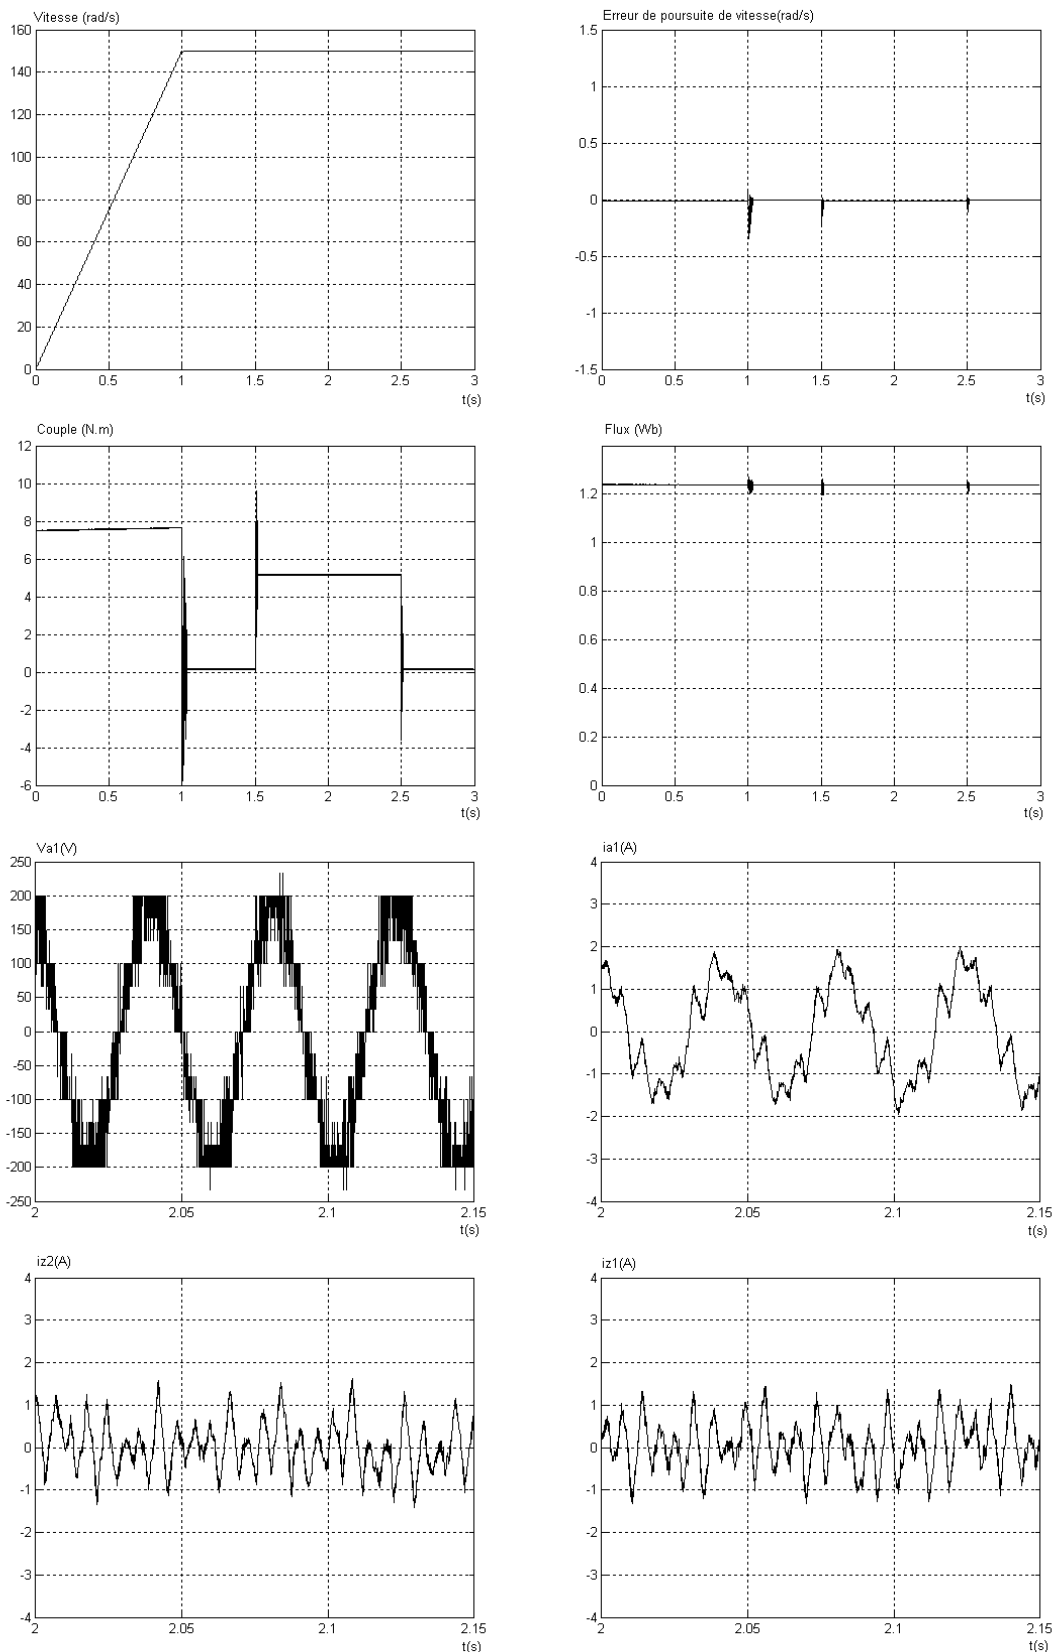 Vitesse (rad/s)
160
140
120
100
80
60
40
20
0
0 0.5 1 1.5 2 2.5 3
t(s)
Erreur de poursuite de vitesse(rad/s)
1.5
1
0.5
0
-0.5
-1
-1.5
0 0.5 1 1.5 2 2.5 3
t(s)
Couple (N.m)
12
10
8
6
4
2
0
-2
-4
-6
0 0.5 1 1.5 2 2.5 3
t(s)
Flux (Wb)
1.2
1
0.8
0.6
0.4
0.2
0
0 0.5 1 1.5 2 2.5 3
t(s)
Va1(V)
250
200
150
100
50
0
-50
-100
-150
-200
-250
2 2.05 2.1 2.15
t(s)
ia1(A)
4
3
2
1
0
-1
-2
-3
-4
2 2.05 2.1 2.15
t(s)
iz2(A)
4
3
2
1
0
-1
-2
-3
-4
2 2.05 2.1 2.15
t(s)
iz1(A)
4
3
2
1
0
-1
-2
-3
-4
2 2.05 2.1 2.15
t(s)